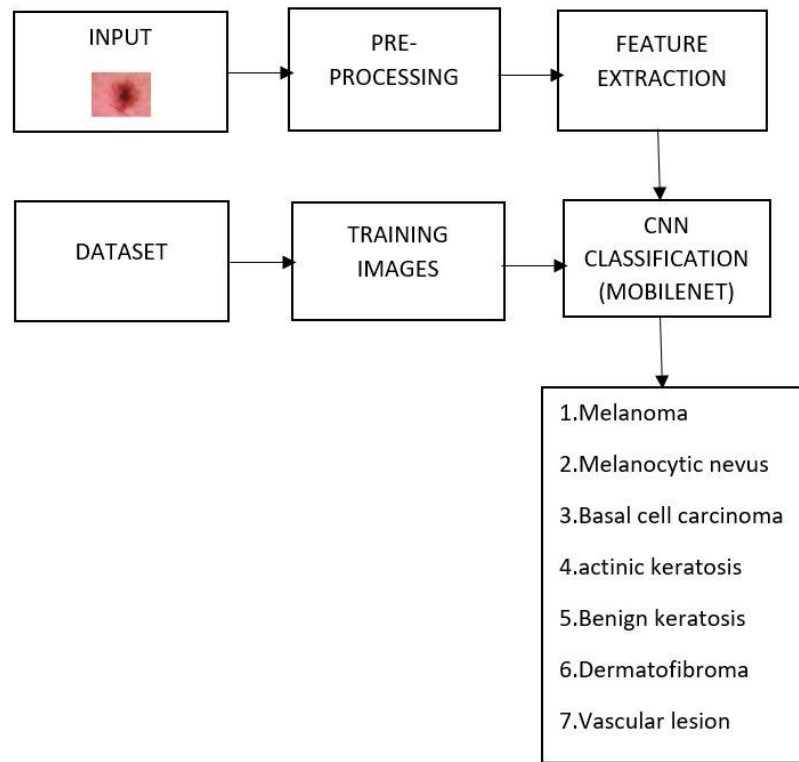 INPUT
PRE-
PROCESSING
FEATURE
EXTRACTION
DATASET
TRAINING
IMAGES
CNN
CLASSIFICATION
(MOBILENET)
1.Melanoma
2.Melanocytic nevus
3.Basal cell carcinoma
4.actinic keratosis
5.Benign keratosis
6.Dermatofibroma
7.Vascular lesion